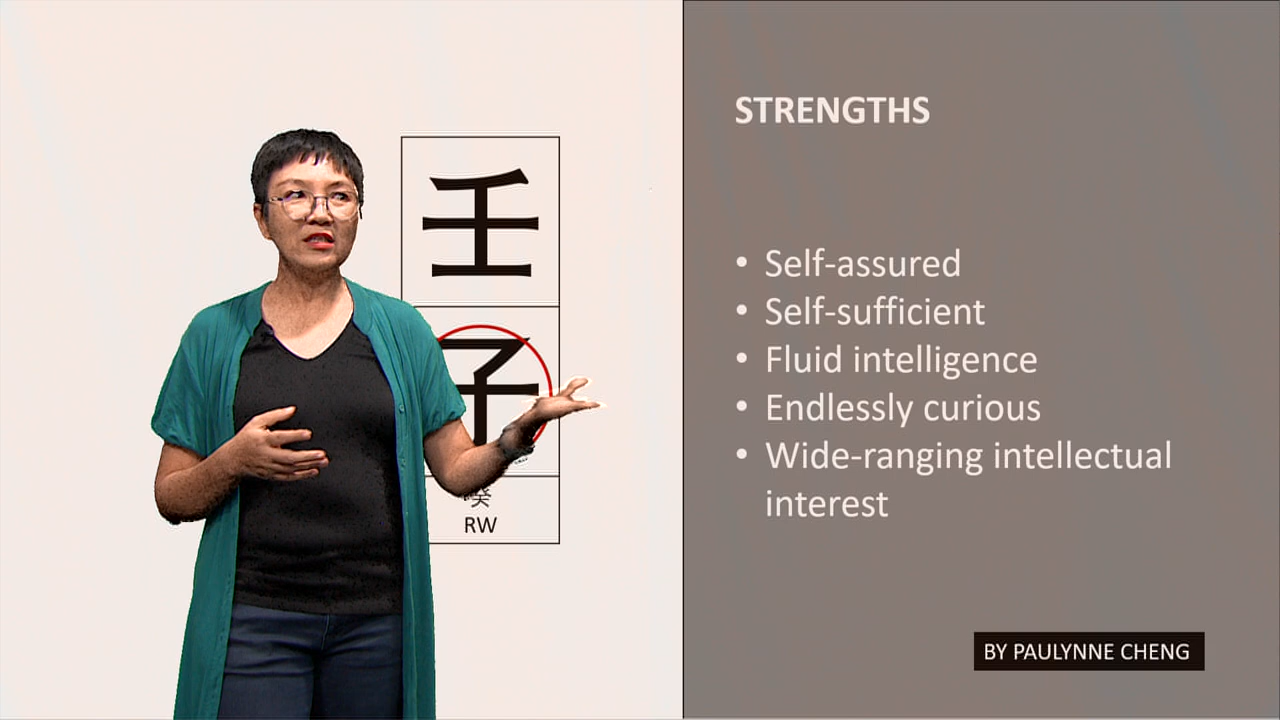 壬
子
癸
RW
STRENGTHS
• Self-assured
• Self-sufficient
• Fluid intelligence
• Endlessly curious
• Wide-ranging intellectual
interest
BY PAULYNNE CHENG